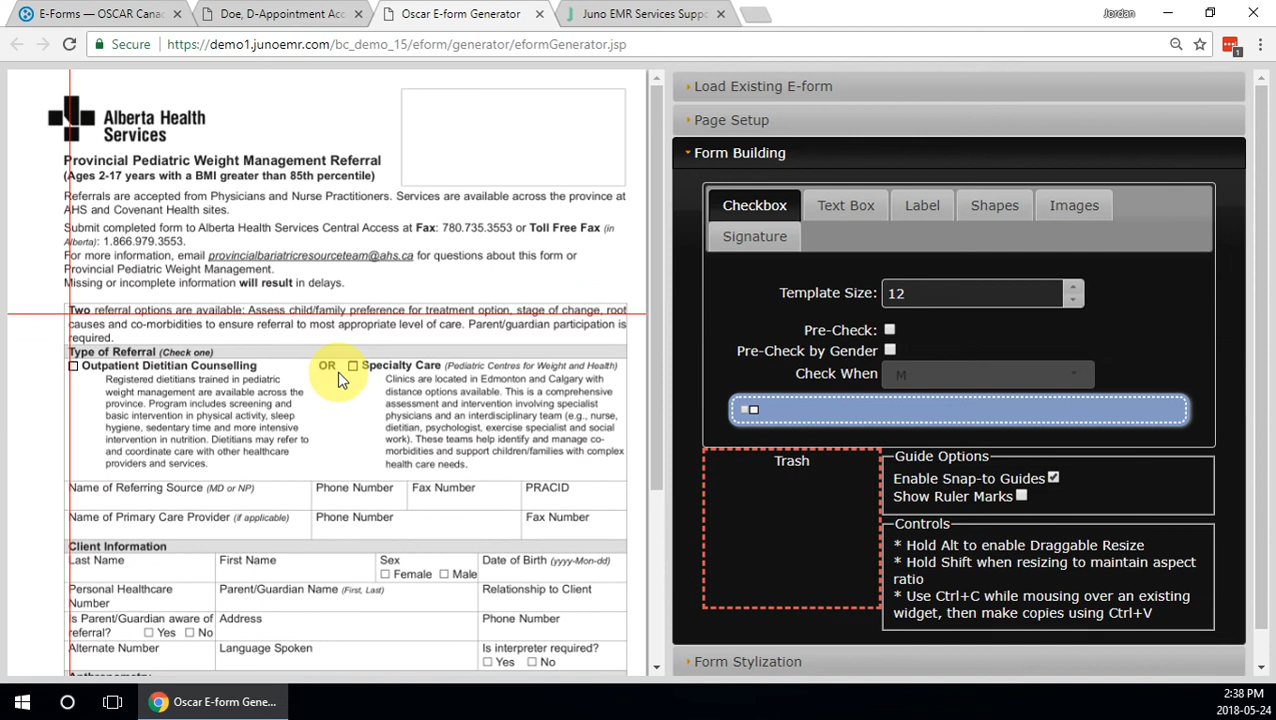 E-Forms — OSCAR Cana
Doe, D-Appointment Acc
Oscar E-form Generator
Juno EMR Services Supp
Jordan
Secure
https://demo1.junoemr.com/bc_demo_15/eform/generator/eformGenerator.jsp
1
Alberta Health
Services
Provincial Pediatric Weight Management Referral
(Ages 2-17 years with a BMI greater than 85th percentile)
Referrals are accepted from Physicians and Nurse Practitioners. Services are available across the province at
AHS and Covenant Health sites.
Submit completed form to Alberta Health Services Central Access at Fax: 780.735.3553 or Toll Free Fax (in
Alberta): 1.866.979.3553.
For more information, email provincialbariatricresourceteam@ahs.ca for questions about this form or
Provincial Pediatric Weight Management.
Missing or incomplete information will result in delays.
Two referral options are available: Assess child/family preference for treatment option, stage of change, root
causes and co-morbidities to ensure referral to most appropriate level of care. Parent/guardian participation is
required.
Type of Referral (Check one)
Outpatient Dietitian Counselling
OR
Specialty Care (Pediatric Centres for Weight and Health)
Registered dietitians trained in pediatric
weight management are available across the
province. Program includes screening and
basic intervention in physical activity, sleep
hygiene, sedentary time and more intensive
intervention in nutrition. Dietitians may refer to
and coordinate care with other healthcare
providers and services.
Clinics are located in Edmonton and Calgary with
distance options available. This is a comprehensive
assessment and intervention involving specialist
physicians and an interdisciplinary team (e.g., nurse,
dietitian, psychologist, exercise specialist and social
work). These teams help identify and manage co-
morbidities and support children/families with complex
health care needs.
Name of Referring Source (MD or NP)
Phone Number
Fax Number
PRACID
Name of Primary Care Provider (if applicable)
Phone Number
Fax Number
Client Information
Last Name
First Name
Sex
Female
Male
Date of Birth (yyyy-Mon-dd)
Personal Healthcare
Number
Parent/Guardian Name (First, Last)
Relationship to Client
Is Parent/Guardian aware of
referral?
Yes
No
Address
Phone Number
Alternate Number
Language Spoken
Is interpreter required?
Yes
No
Anthropometry
Load Existing E-form
Page Setup
Form Building
Checkbox
Text Box
Label
Shapes
Images
Signature
Template Size:
12
Pre-Check:
Pre-Check by Gender
Check When
M
Trash
Guide Options
Enable Snap-to Guides
Show Ruler Marks
Controls
* Hold Alt to enable Draggable Resize
* Hold Shift when resizing to maintain aspect
ratio
* Use Ctrl+C while mousing over an existing
widget, then make copies using Ctrl+V
Form Stylization
Oscar E-form Gene...
2:38 PM
2018-05-24